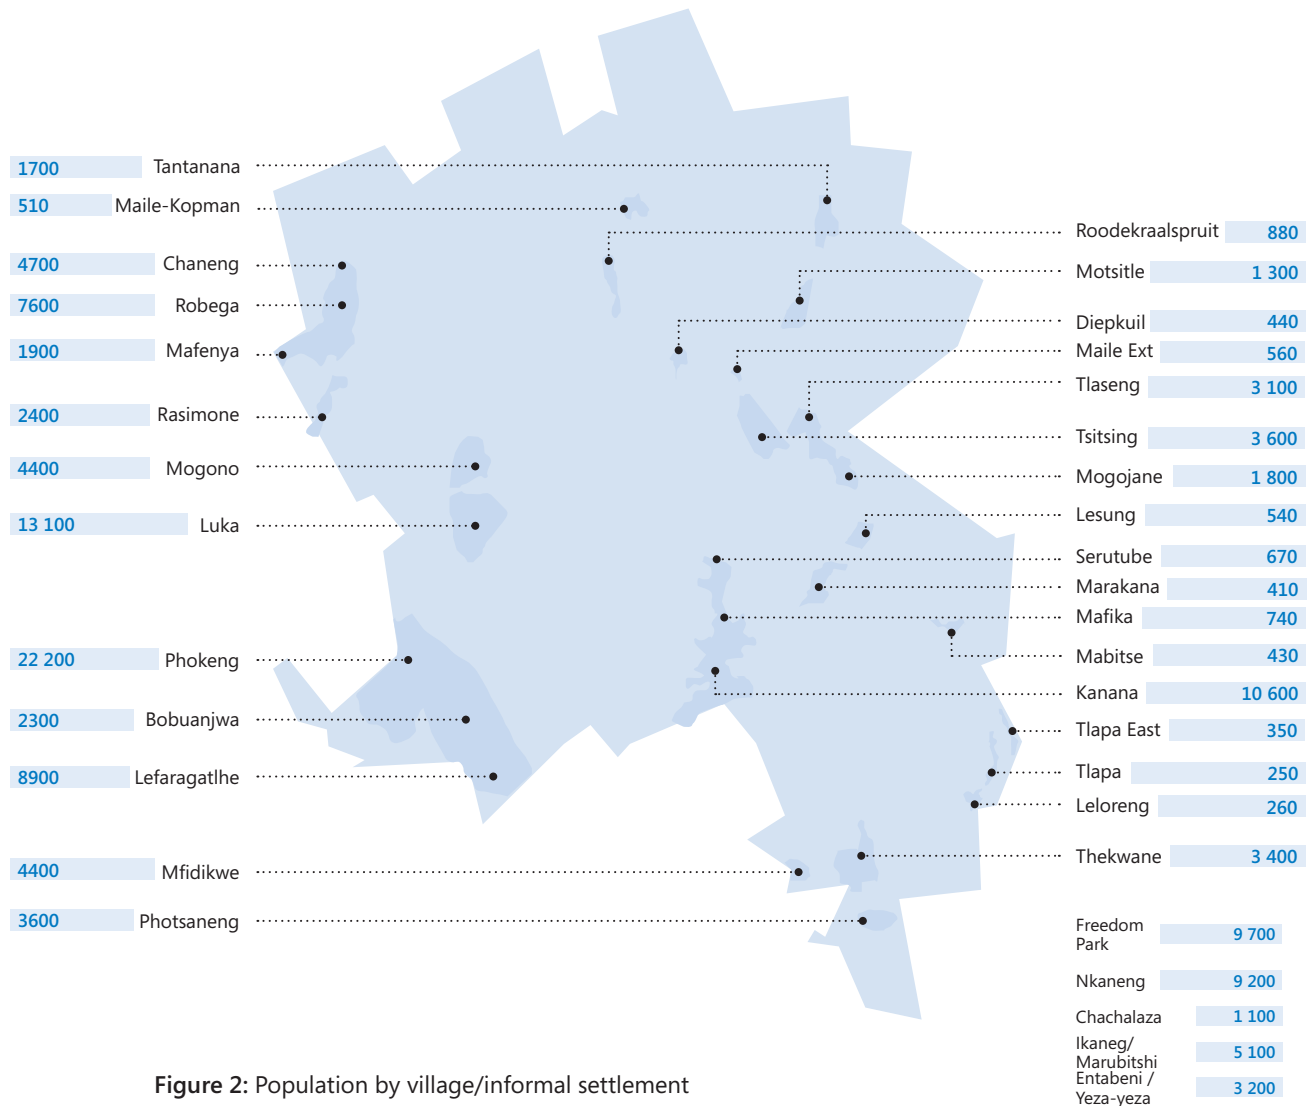 1700 Tantanana
510 Maile-Kopman
4700 Chaneng
7600 Robega
1900 Mafenya
2400 Rasimone
4400 Mogono
13 100 Luka
22 200 Phokeng
2300 Bobuanjwa
8900 Lefaragatlhe
4400 Mfidikwe
3600 Photsaneng
Roodekraalspruit 880
Motsitle 1 300
Diepkuil 440
Maile Ext 560
Tlaseng 3 100
Tsitsing 3 600
Mogojane 1 800
Lesung 540
Serutube 670
Marakana 410
Mafika 740
Mabitse 430
Kanana 10 600
Tlapa East 350
Tlapa 250
Leloreng 260
Thekwane 3 400
Freedom
Park 9 700
Nkaneng 9 200
Chachalaza 1 100
Ikaneg/
Marubitshi 5 100
Entabeni /
Yeza-yeza 3 200
Figure 2: Population by village/informal settlement